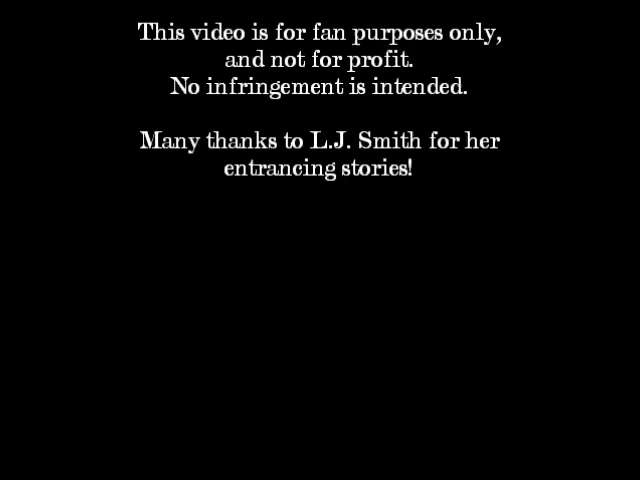 This video is for fan purposes only,
and not for profit.
No infringement is intended.
Many thanks to L.J. Smith for her
entrancing stories!